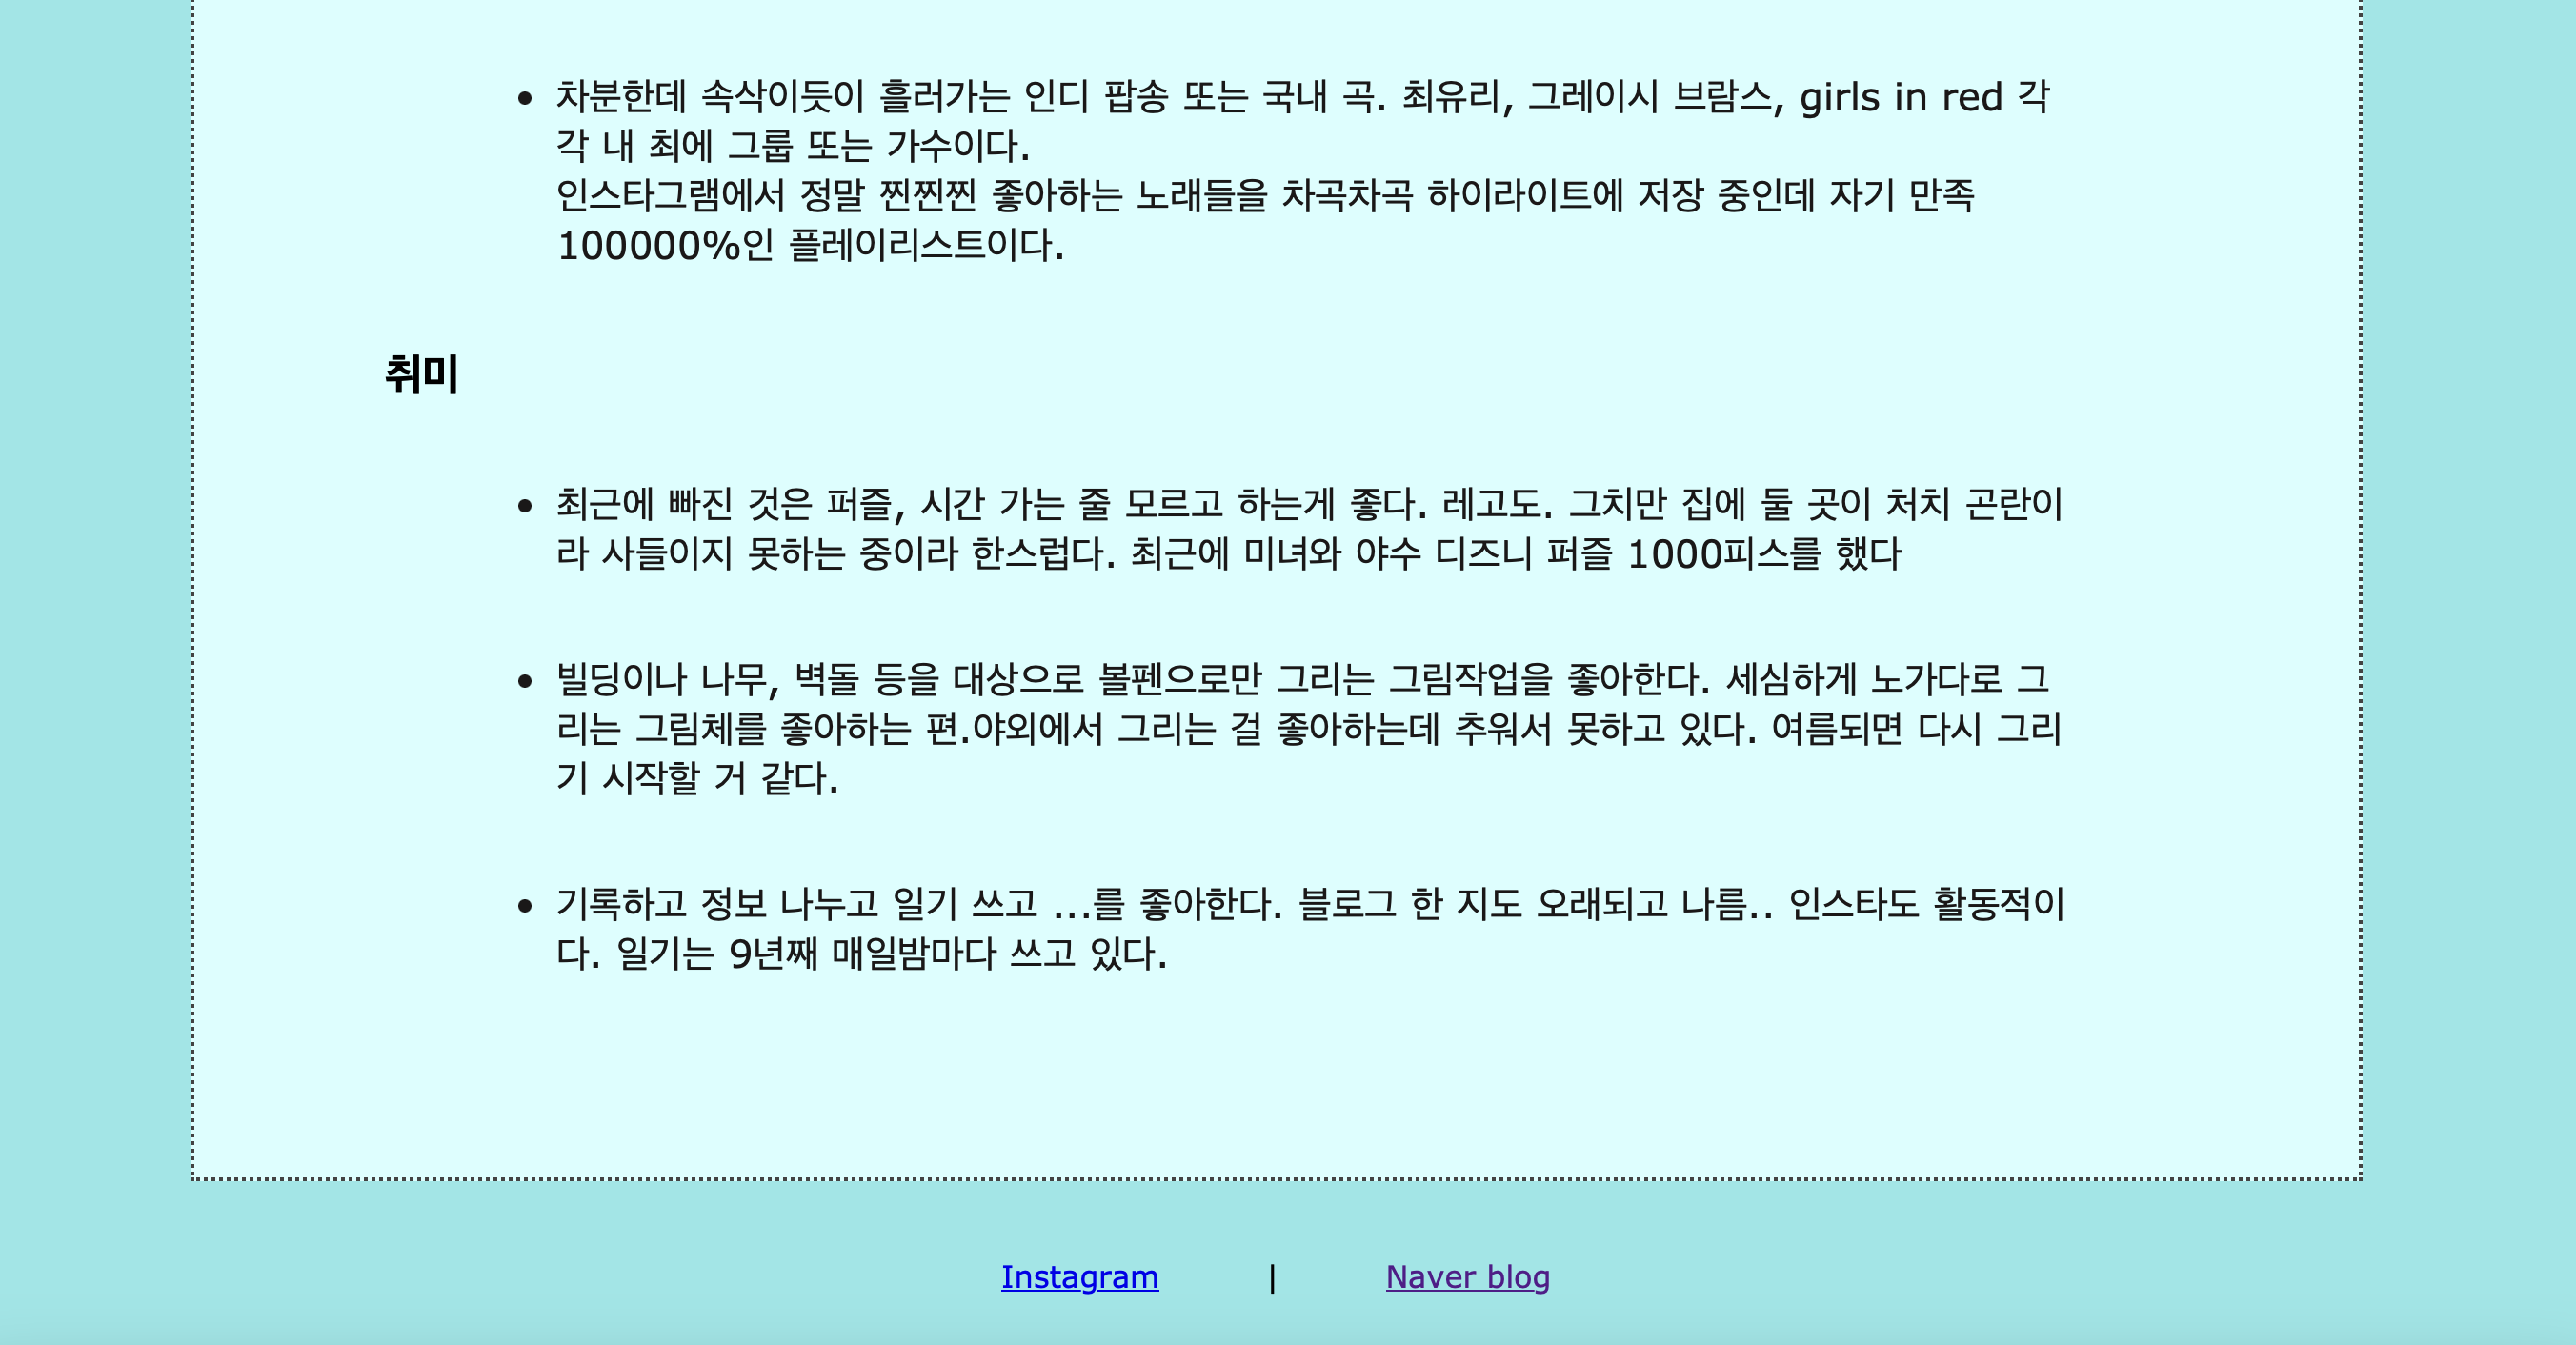 차분한데 속삭이듯이 흘러가는 인디 팝송 또는 국내 곡. 최유리, 그레이시 브람스, girls in red 각
각 내 최에 그룹 또는 가수이다.
인스타그램에서 정말 찐찐찐 좋아하는 노래들을 차곡차곡 하이라이트에 저장 중인데 자기 만족
100000%인 플레이리스트이다.
취미
최근에 빠진 것은 퍼즐, 시간 가는 줄 모르고 하는게 좋다. 레고도. 그치만 집에 둘 곳이 처치 곤란이
라 사들이지 못하는 중이라 한스럽다. 최근에 미녀와 야수 디즈니 퍼즐 1000피스를 했다
빌딩이나 나무, 벽돌 등을 대상으로 볼펜으로만 그리는 그림작업을 좋아한다. 세심하게 노가다로 그
리는 그림체를 좋아하는 편.야외에서 그리는 걸 좋아하는데 추워서 못하고 있다. 여름되면 다시 그리
기 시작할 거 같다.
기록하고 정보 나누고 일기 쓰고 ...를 좋아한다. 블로그 한 지도 오래되고 나름.. 인스타도 활동적이
다. 일기는 9년째 매일밤마다 쓰고 있다.
Instagram | Naver blog